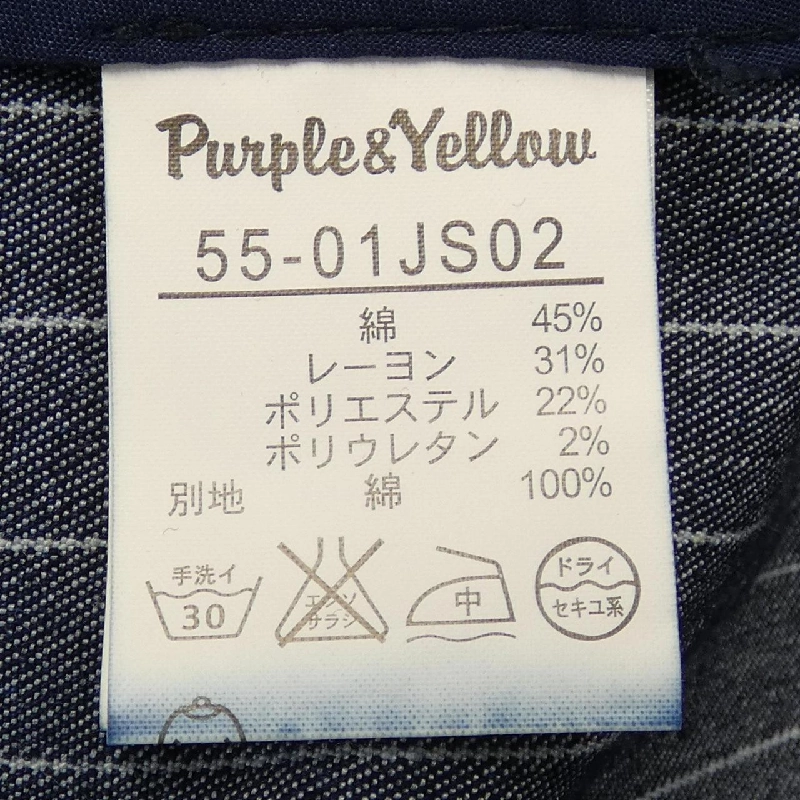 Purple&Yellow
55-01JS02
綿 45%
レーヨン 31%
ポリエステル 22%
ポリウレタン 2%
別地 綿 100%
手洗イ
30
エンソ
サラシ
中
ドライ
セキユ系